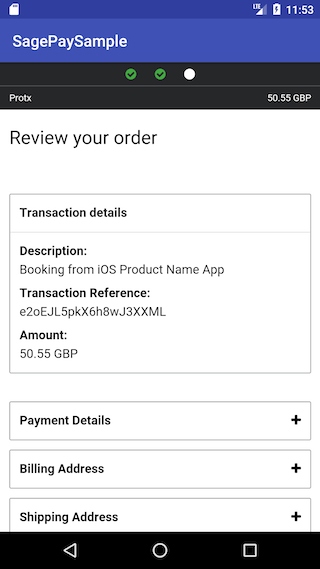 LTE 11:53
SagePaySample
Protx 50.55 GBP
Review your order
Transaction details
Description:
Booking from iOS Product Name App
Transaction Reference:
e2oEJL5pkX6h8wJ3XXML
Amount:
50.55 GBP
Payment Details +
Billing Address +
Shipping Address +